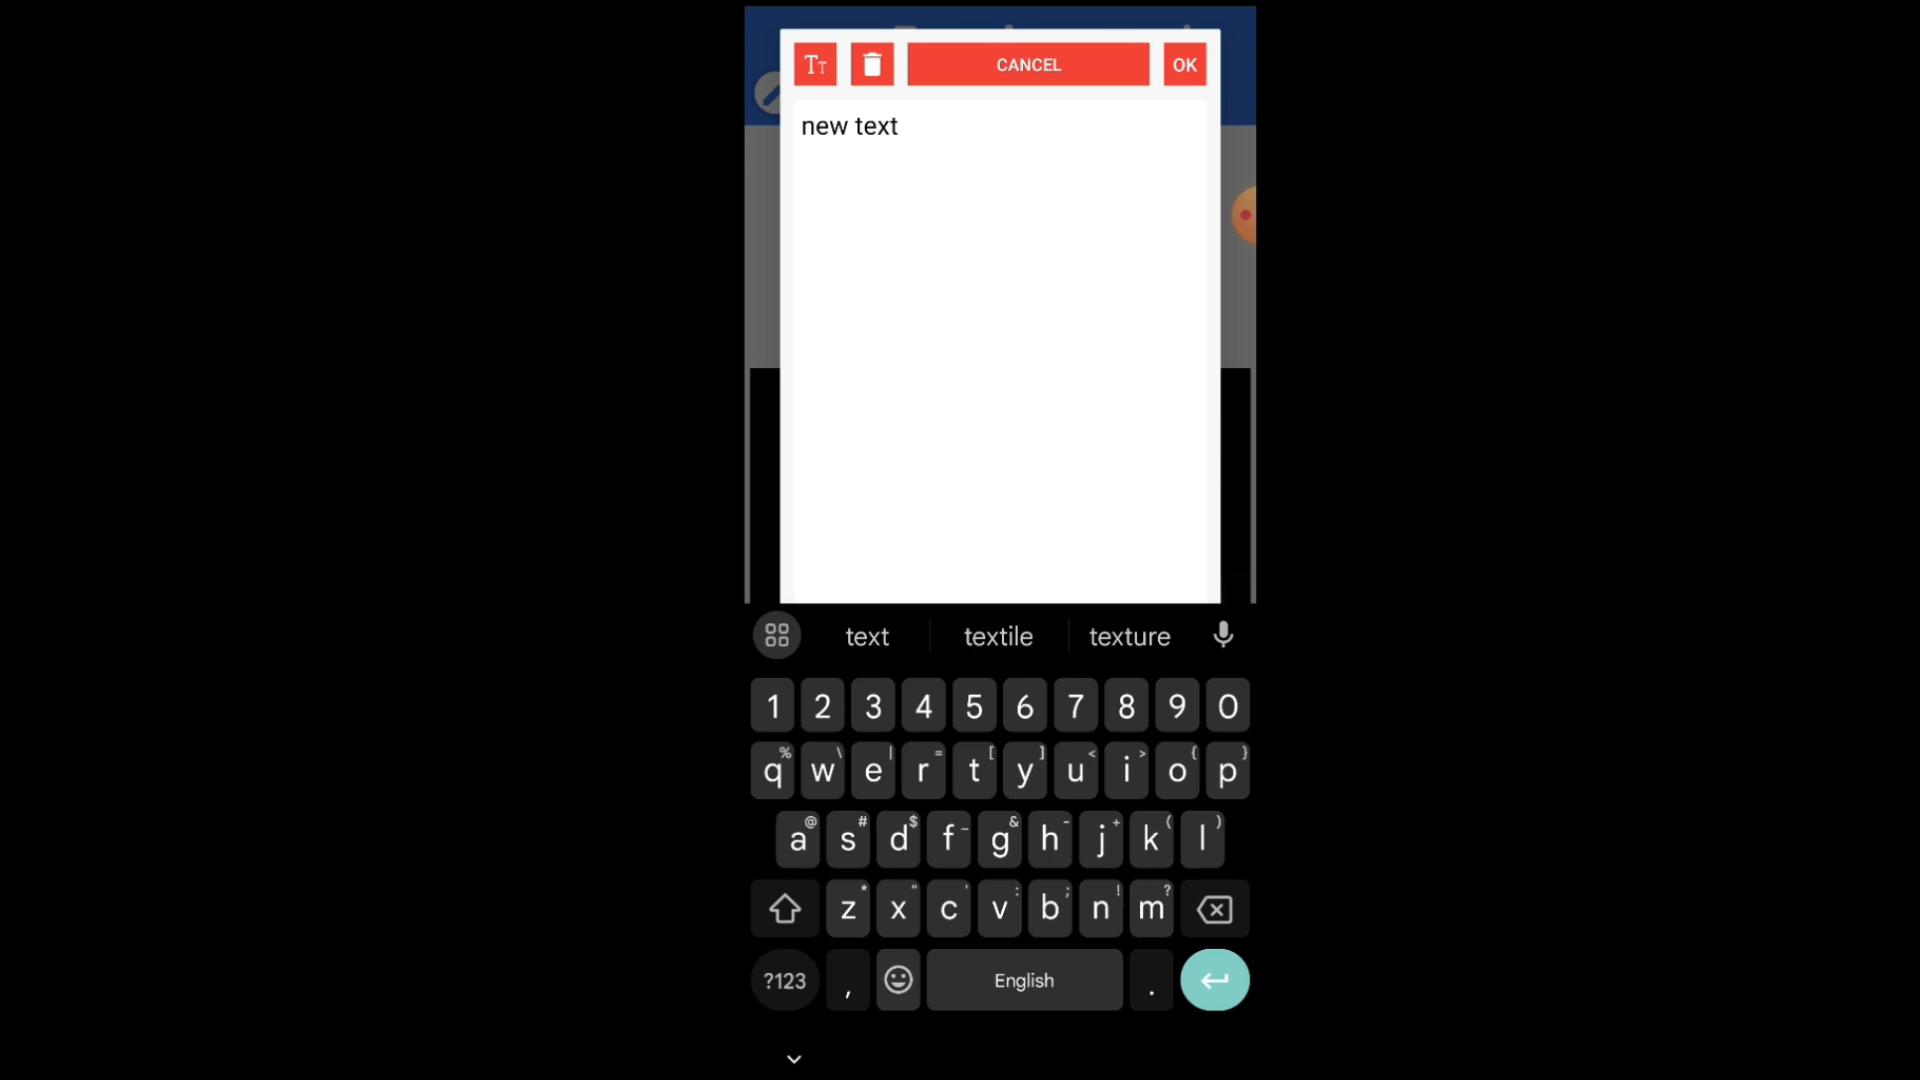 TT
CANCEL
OK
new text
text
textile
texture
1 2 3 4 5 6 7 8 9 0
% \ | = [ ] < > { }
q w e r t y u i o p
@ # $ _ & - + ( )
a s d f g h j k l
* " ' : ; ! ?
z x c v b n m
?123
,
English
.